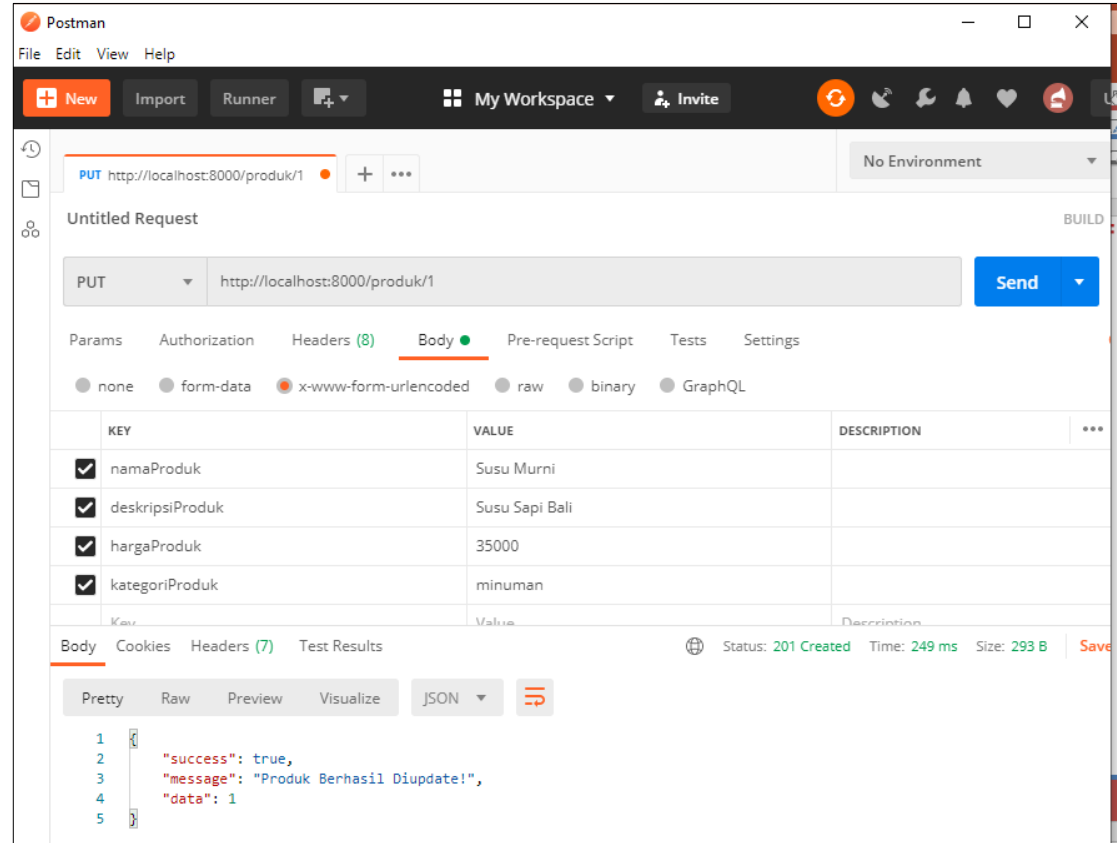 Postman
File Edit View Help
New Import Runner My Workspace Invite
PUT http://localhost:8000/produk/1 No Environment
Untitled Request BUILD
PUT http://localhost:8000/produk/1 Send
Params Authorization Headers (8) Body Pre-request Script Tests Settings
none form-data x-www-form-urlencoded raw binary GraphQL
KEY VALUE DESCRIPTION
namaProduk Susu Murni
deskripsiProduk Susu Sapi Bali
hargaProduk 35000
kategoriProduk minuman
Key Value Description
Body Cookies Headers (7) Test Results Status: 201 Created Time: 249 ms Size: 293 B Save
Pretty Raw Preview Visualize JSON
1 {
2 "success": true,
3 "message": "Produk Berhasil Diupdate!",
4 "data": 1
5 }